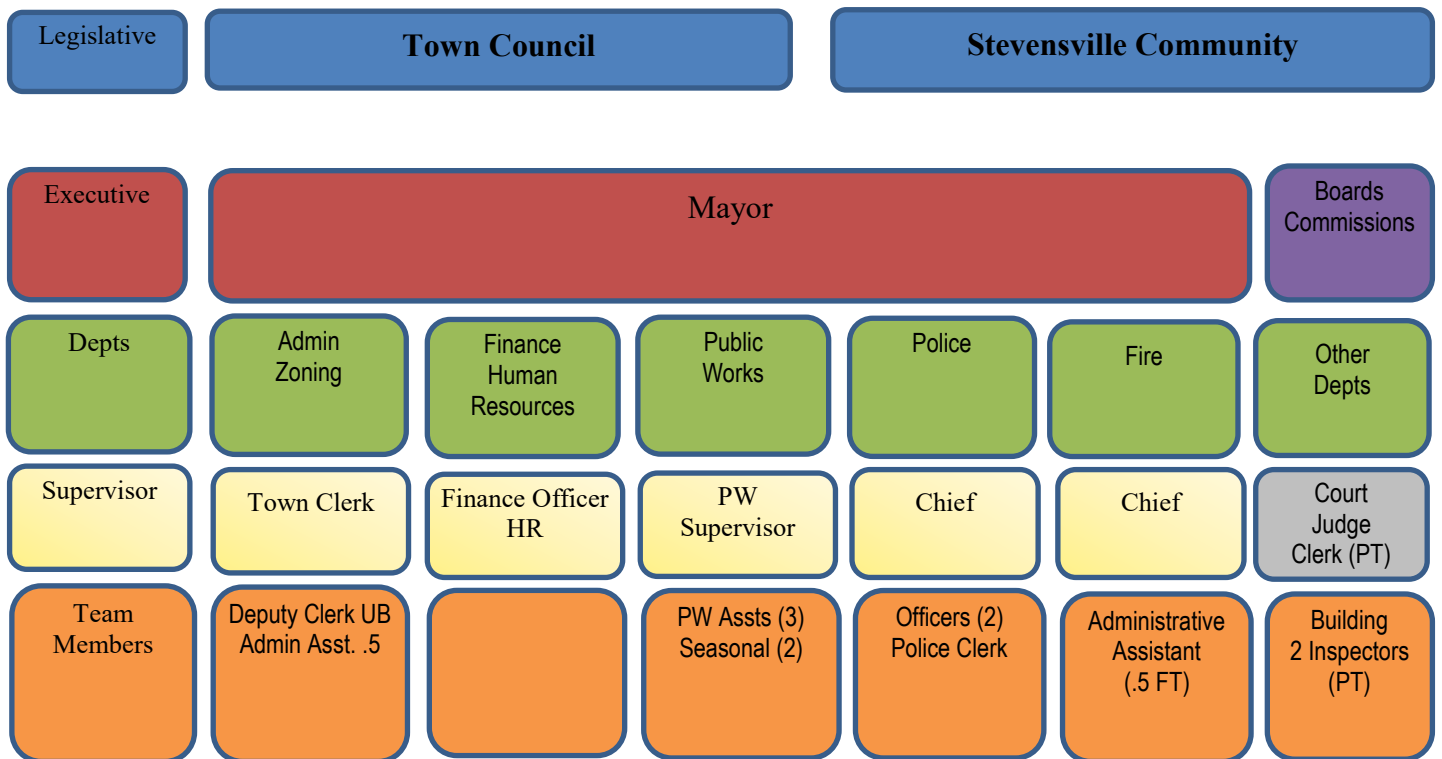 Legislative
Town Council
Stevensville Community
Executive
Mayor
Boards
Commissions
Depts
Admin
Zoning
Finance
Human
Resources
Public
Works
Police
Fire
Other
Depts
Supervisor
Town Clerk
Finance Officer
HR
PW
Supervisor
Chief
Chief
Court
Judge
Clerk (PT)
Team
Members
Deputy Clerk UB
Admin Asst. .5
PW Assts (3)
Seasonal (2)
Officers (2)
Police Clerk
Administrative
Assistant
(.5 FT)
Building
2 Inspectors
(PT)